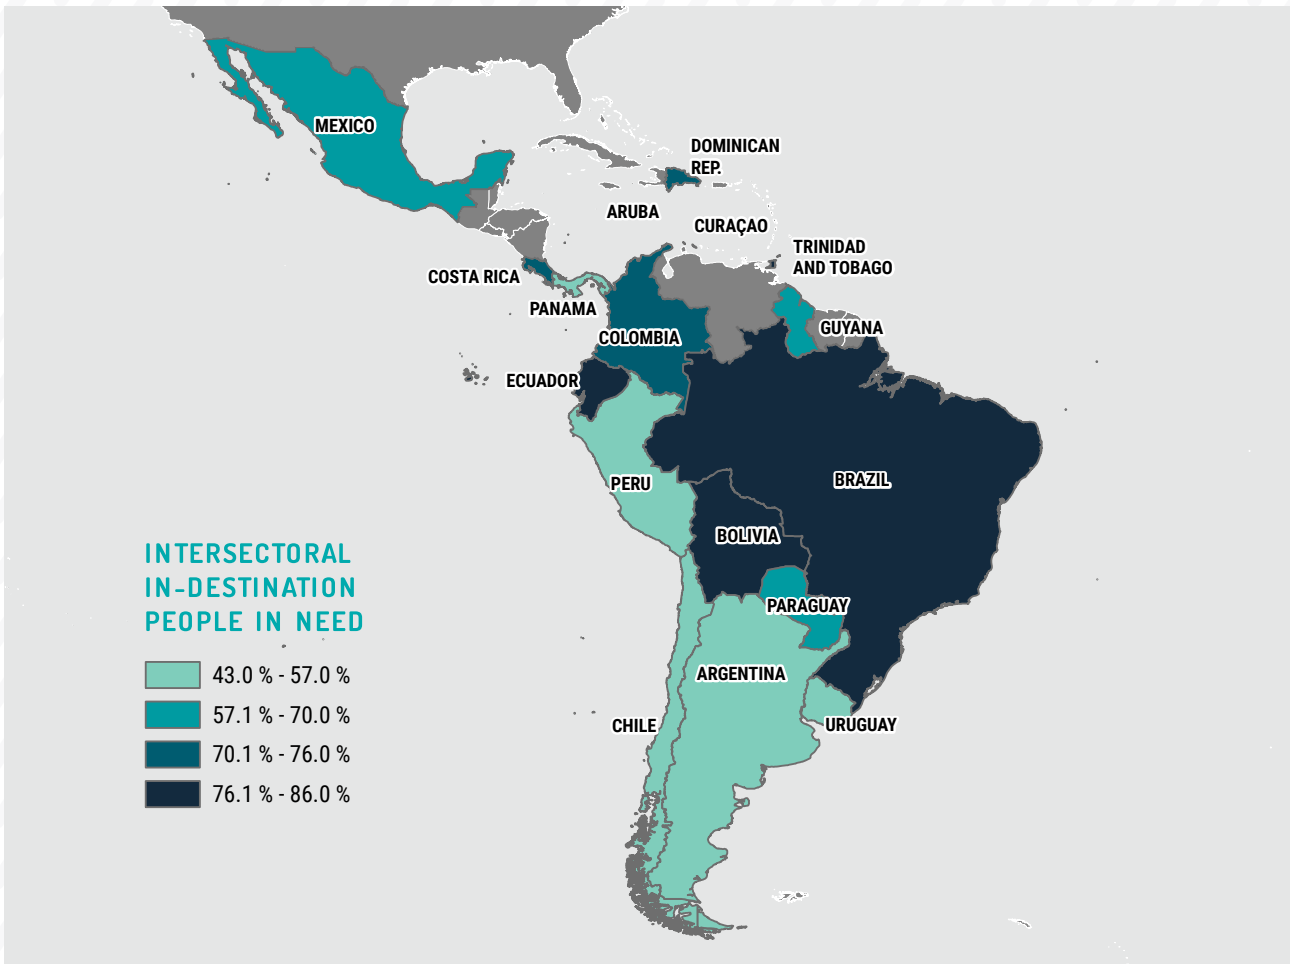 MEXICO
DOMINICAN
REP.
ARUBA
CURAÇAO
TRINIDAD
AND TOBAGO
COSTA RICA
PANAMA
GUYANA
COLOMBIA
ECUADOR
BRAZIL
PERU
BOLIVIA
PARAGUAY
ARGENTINA
CHILE
URUGUAY
INTERSECTORAL
IN-DESTINATION
PEOPLE IN NEED
43.0 % - 57.0 %
57.1 % - 70.0 %
70.1 % - 76.0 %
76.1 % - 86.0 %